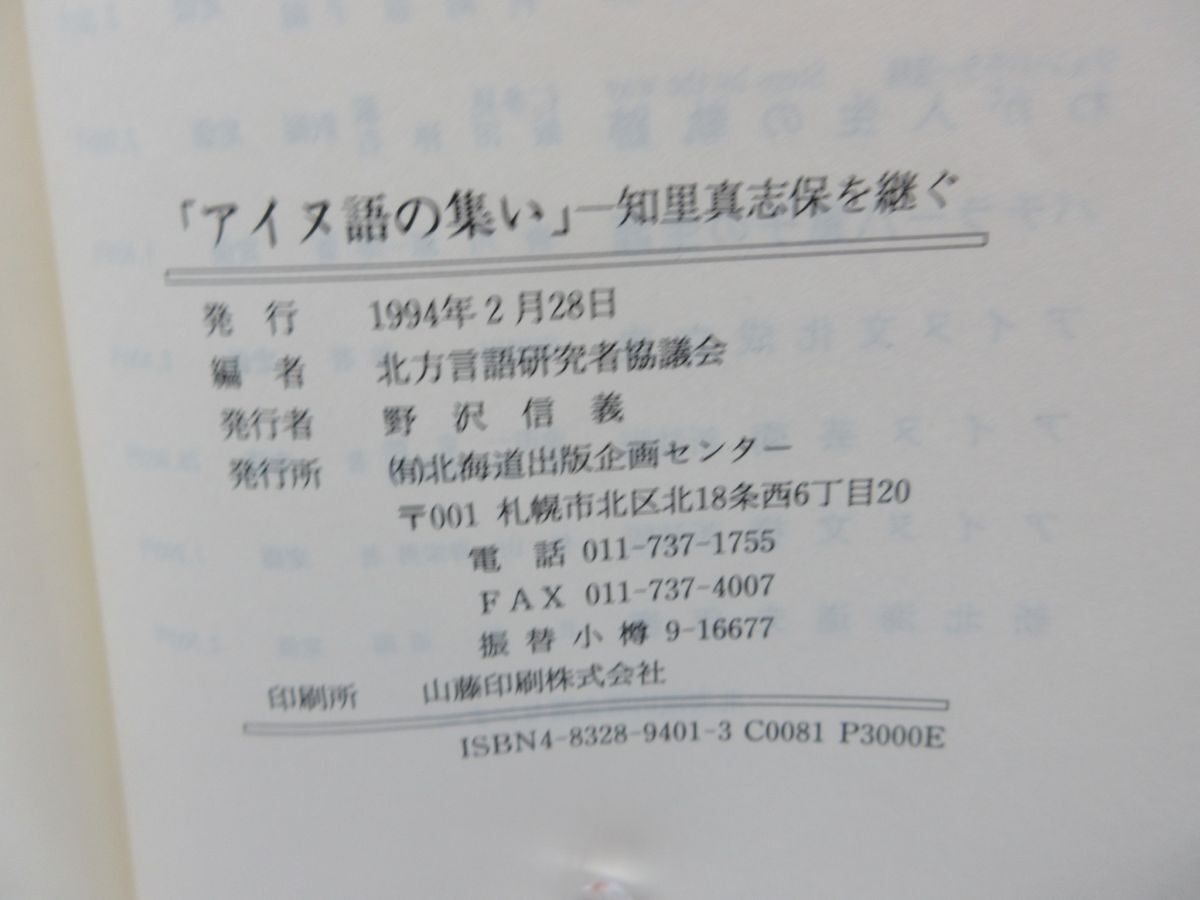 「アイヌ語の集い」―知里真志保を継ぐ
発 行 1994年2月28日
編 者 北方言語研究者協議会
発行者 野 沢 信 義
発行所 ㈲北海道出版企画センター
〒001 札幌市北区北18条西6丁目20
電 話 011-737-1755
FAX 011-737-4007
振 替 小 樽 9-16677
印刷所 山藤印刷株式会社
ISBN4-8328-9401-3 C0081 P3000E